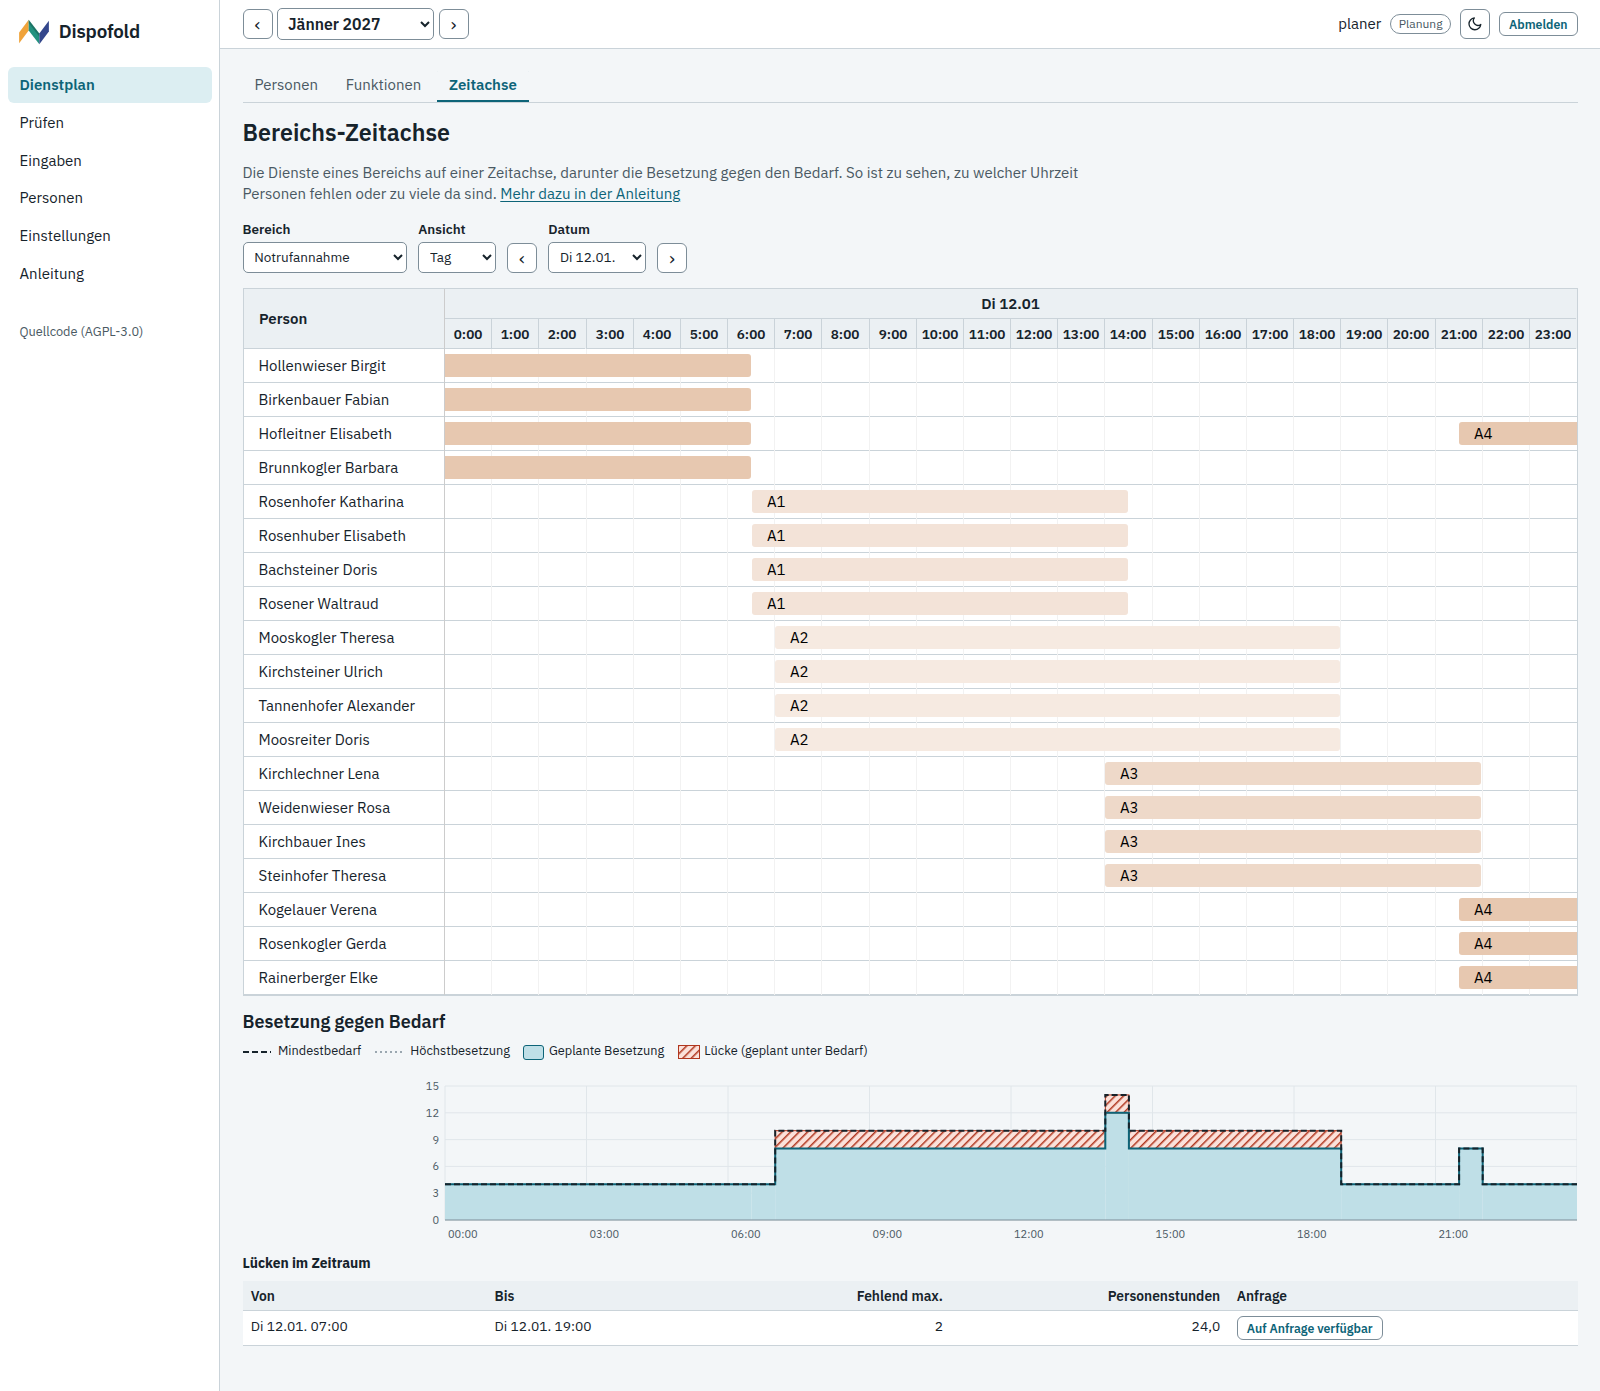 Dispofold
Dienstplan
Prüfen
Eingaben
Personen
Einstellungen
Anleitung
Quellcode (AGPL-3.0)
‹ Jänner 2027 ›
planer Planung Abmelden
Personen Funktionen Zeitachse
Bereichs-Zeitachse
Die Dienste eines Bereichs auf einer Zeitachse, darunter die Besetzung gegen den Bedarf. So ist zu sehen, zu welcher Uhrzeit
Personen fehlen oder zu viele da sind. Mehr dazu in der Anleitung
Bereich Ansicht Datum
Notrufannahme Tag ‹ Di 12.01. ›
Person Di 12.01
0:00 1:00 2:00 3:00 4:00 5:00 6:00 7:00 8:00 9:00 10:00 11:00 12:00 13:00 14:00 15:00 16:00 17:00 18:00 19:00 20:00 21:00 22:00 23:00
Hollenwieser Birgit
Birkenbauer Fabian
Hofleitner Elisabeth A4
Brunnkogler Barbara
Rosenhofer Katharina A1
Rosenhuber Elisabeth A1
Bachsteiner Doris A1
Rosener Waltraud A1
Mooskogler Theresa A2
Kirchsteiner Ulrich A2
Tannenhofer Alexander A2
Moosreiter Doris A2
Kirchlechner Lena A3
Weidenwieser Rosa A3
Kirchbauer Ines A3
Steinhofer Theresa A3
Kogelauer Verena A4
Rosenkogler Gerda A4
Rainerberger Elke A4
Besetzung gegen Bedarf
Mindestbedarf Höchstbesetzung Geplante Besetzung Lücke (geplant unter Bedarf)
15
12
9
6
3
0
00:00 03:00 06:00 09:00 12:00 15:00 18:00 21:00
Lücken im Zeitraum
Von Bis Fehlend max. Personenstunden Anfrage
Di 12.01. 07:00 Di 12.01. 19:00 2 24,0 Auf Anfrage verfügbar